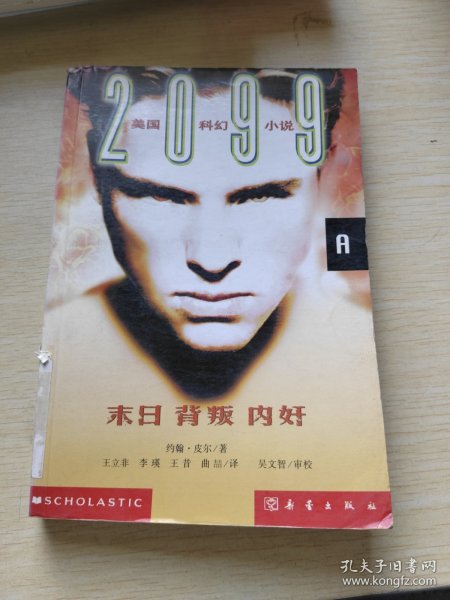 2099
美国 科幻 小说
A
末日 背叛 内奸
约翰·皮尔/著
王立非 李瑛 王昔 曲喆/译 吴文智/审校
SCHOLASTIC
新蕾出版社
孔夫子旧书网
www.kongfz.com